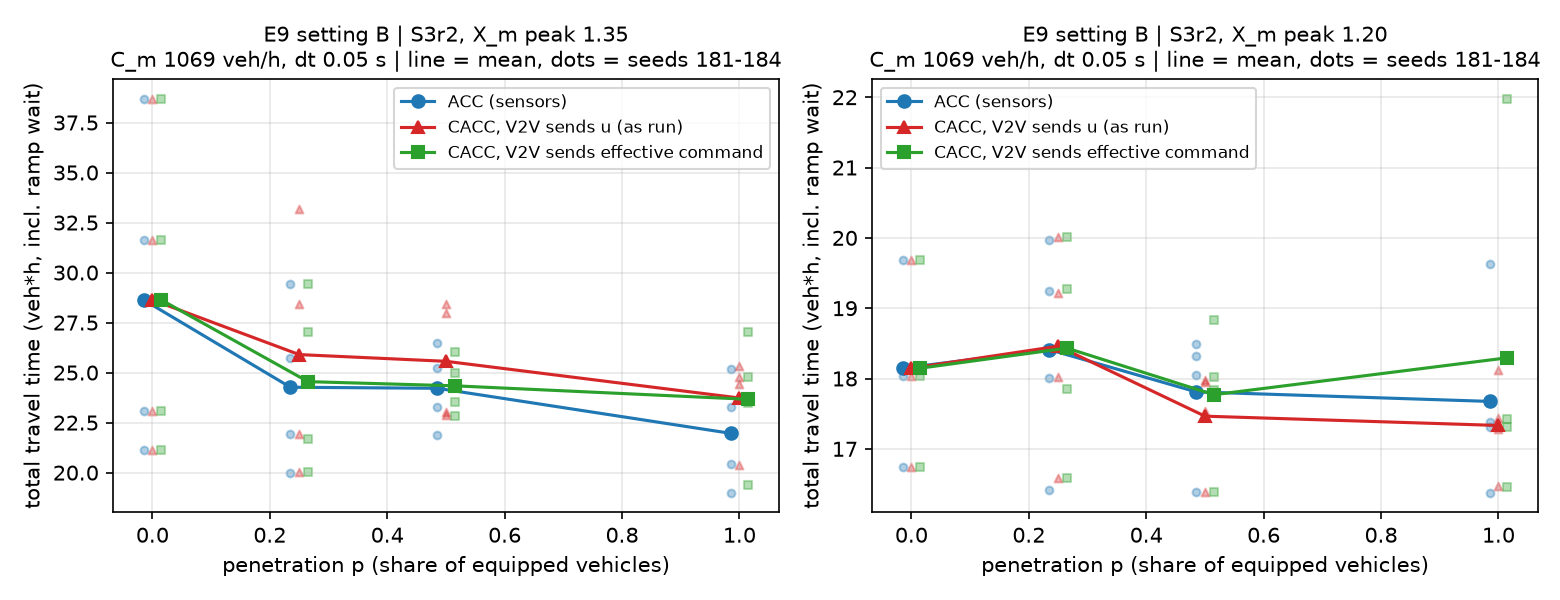 E9 setting B | S3r2, X_m peak 1.35
C_m 1069 veh/h, dt 0.05 s | line = mean, dots = seeds 181-184
total travel time (veh*h, incl. ramp wait)
37.5
35.0
32.5
30.0
27.5
25.0
22.5
20.0
ACC (sensors)
CACC, V2V sends u (as run)
CACC, V2V sends effective command
0.0
0.2
0.4
0.6
0.8
1.0
penetration p (share of equipped vehicles)
E9 setting B | S3r2, X_m peak 1.20
C_m 1069 veh/h, dt 0.05 s | line = mean, dots = seeds 181-184
total travel time (veh*h, incl. ramp wait)
22
21
20
19
18
17
ACC (sensors)
CACC, V2V sends u (as run)
CACC, V2V sends effective command
0.0
0.2
0.4
0.6
0.8
1.0
penetration p (share of equipped vehicles)